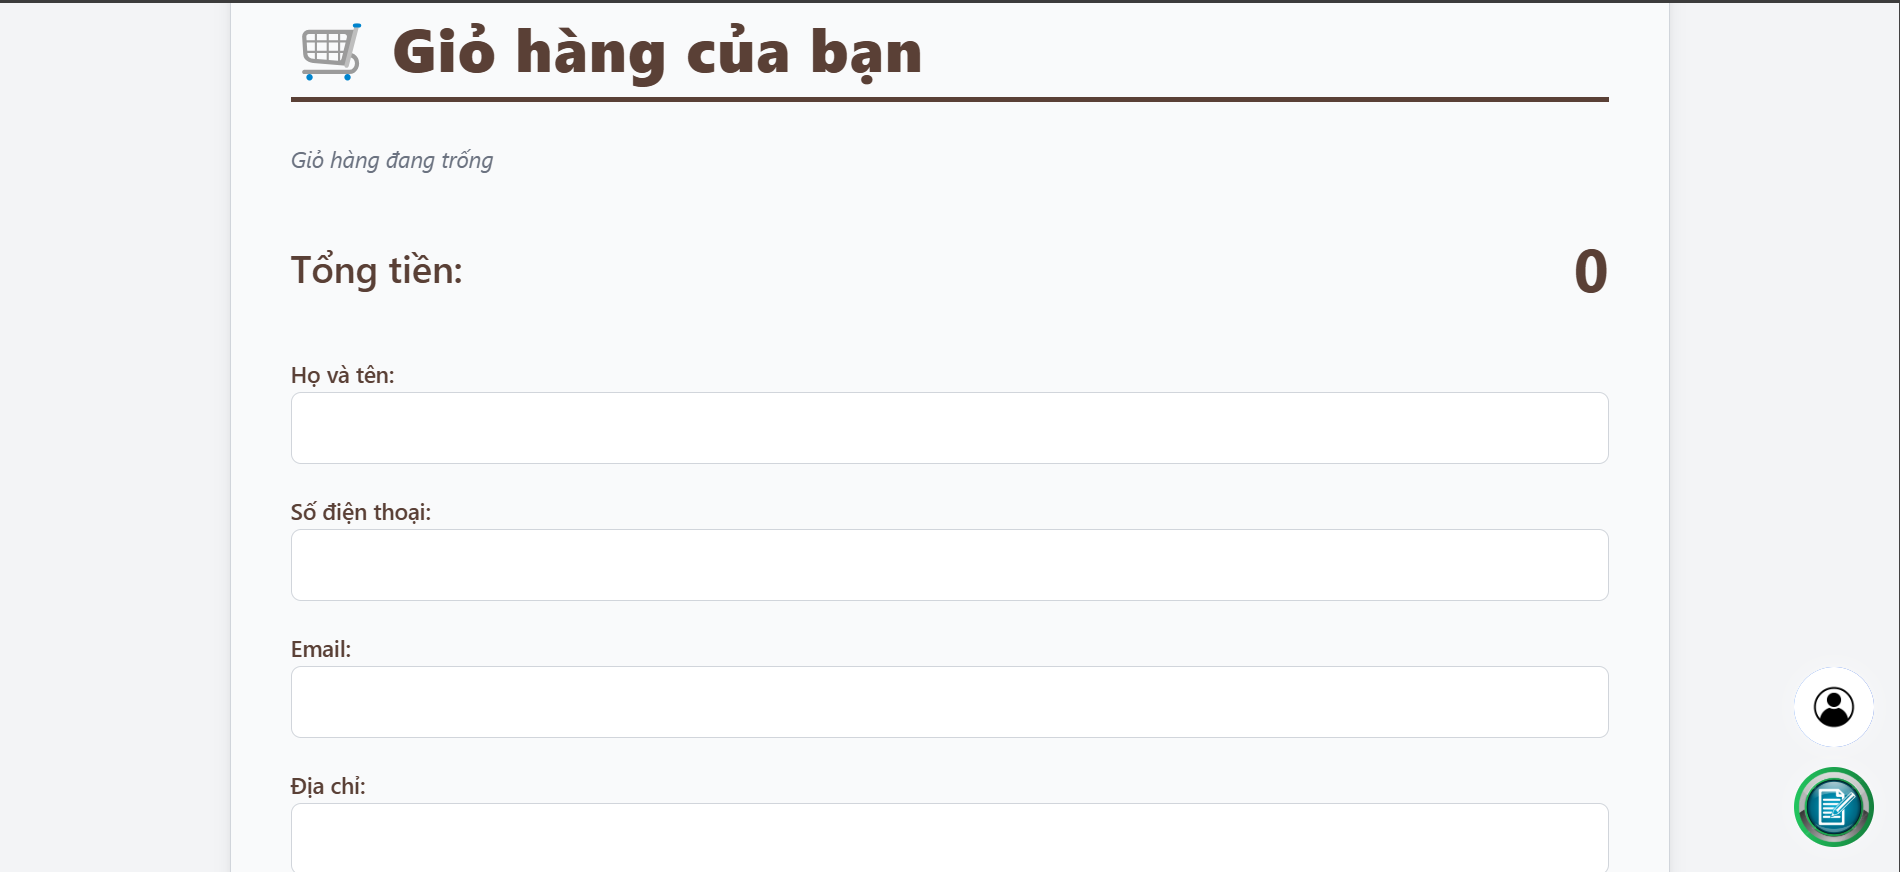 Giỏ hàng của bạn
Giỏ hàng đang trống
Tổng tiền:
0
Họ và tên:
Số điện thoại:
Email:
Địa chỉ: